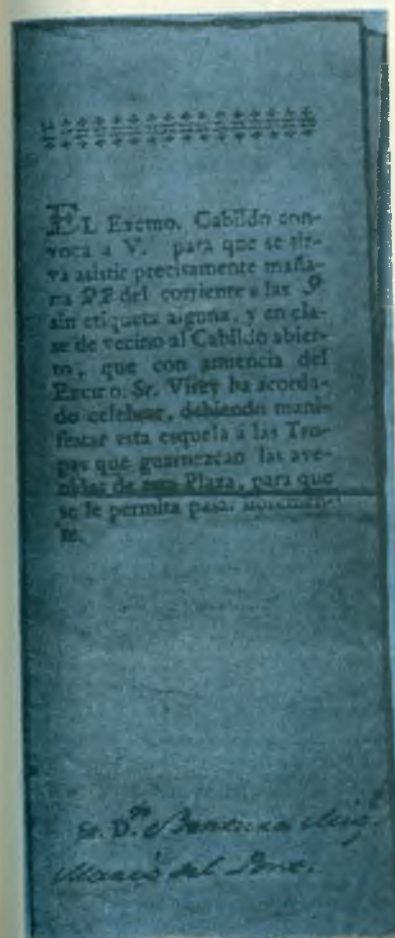 EL Excmo. Cabildo con-
voca a V. para que se sir-
va asistir precisamente maña-
na 22 del corriente a las 9
sin etiqueta alguna, y en cla-
se de vecino al Cabildo abier-
to, que con anuencia del
Excmo. Sr. Virey ha acorda-
do celebrar, debiendo mani-
festar esta esquela á las Tro-
pas que guarnezcan las ave-
nidas de esta Plaza, para que
se le permita pasar libremen-
te.
Sr. D.
del